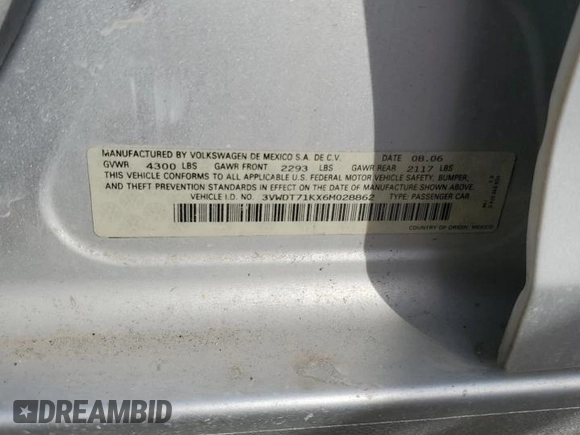 MANUFACTURED BY VOLKSWAGEN DE MEXICO S.A. DE C.V. DATE 08.06
GVWR 4300 LBS GAWR FRONT 2293 LBS GAWR REAR 2117 LBS
THIS VEHICLE CONFORMS TO ALL APPLICABLE U.S. FEDERAL MOTOR VEHICLE SAFETY, BUMPER,
AND THEFT PREVENTION STANDARDS IN EFFECT ON THE DATE OF MANUFACTURE SHOWN ABOVE.
VEHICLE I.D. NO. 3VWDT71KX6M028862 TYPE: PASSENGER CAR
COUNTRY OF ORIGIN: MEXICO
DREAMBID